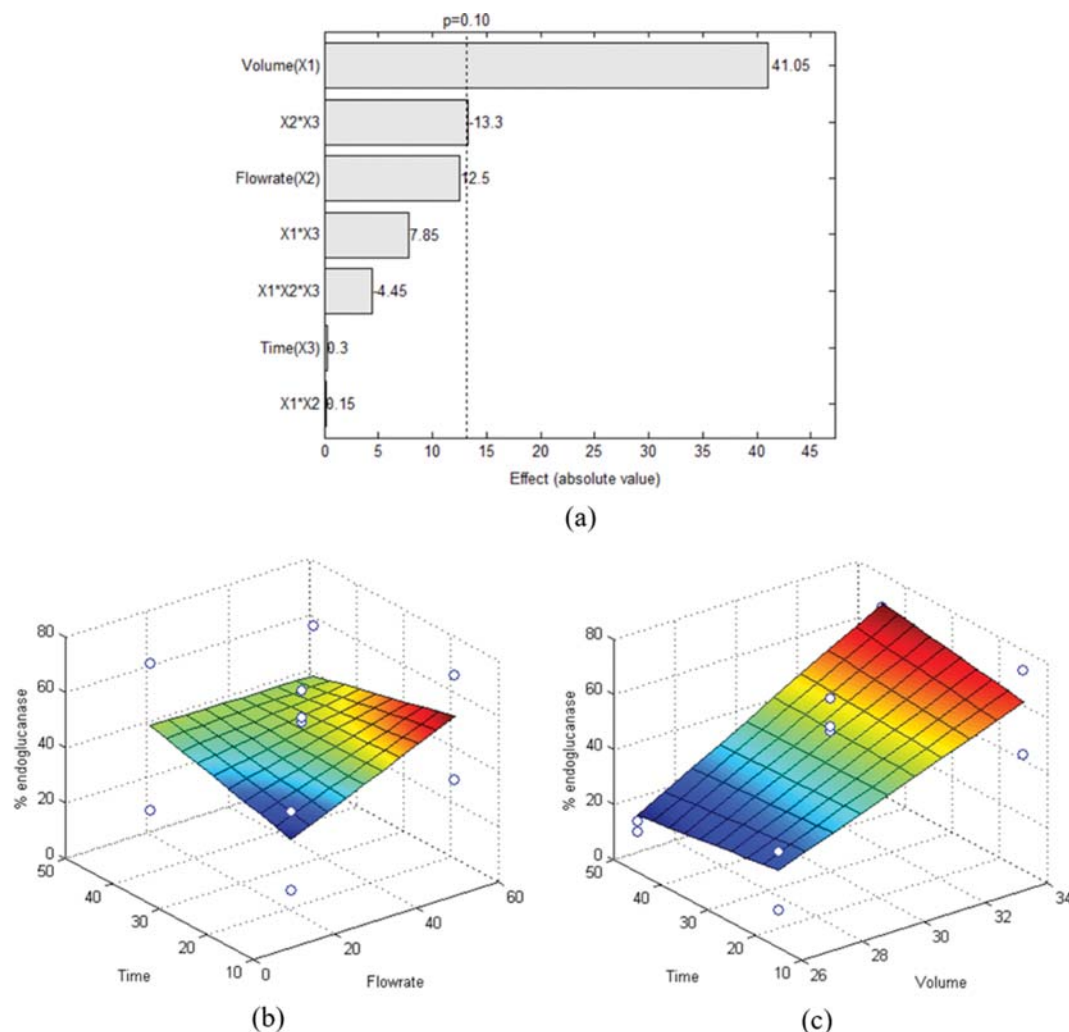 p=0.10
Volume(X1)
41.05
X2*X3
-13.3
Flowrate(X2)
12.5
X1*X3
7.85
X1*X2*X3
-4.45
Time(X3)
0.3
X1*X2
0.15
0 5 10 15 20 25 30 35 40 45
Effect (absolute value)
(a)
80
60
40
20
0
% endoglucanase
50
40
30
20
10
Time
0
20
40
60
Flowrate
(b)
80
60
40
20
0
% endoglucanase
50
40
30
20
10
Time
26
28
30
32
34
Volume
(c)